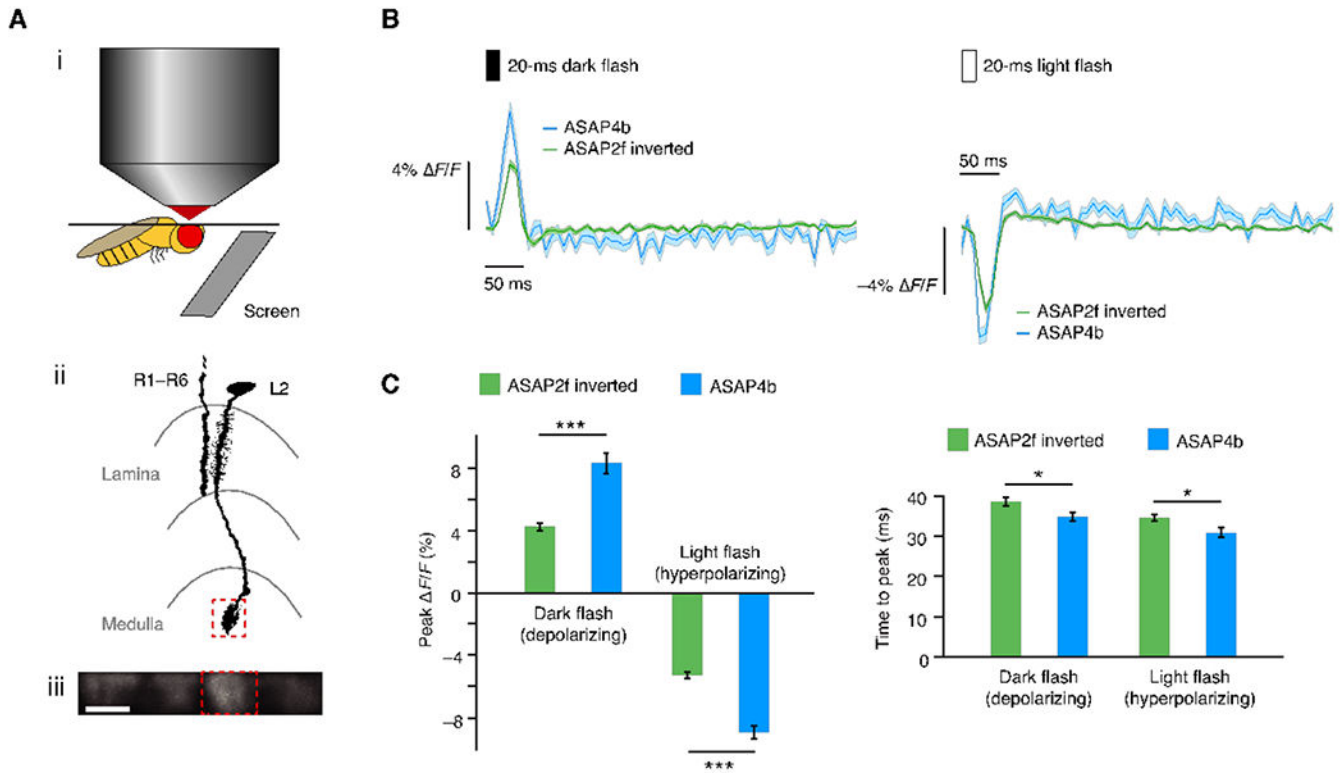 A
i
Screen
ii
R1–R6
L2
Lamina
Medulla
iii
B
20-ms dark flash
ASAP4b
ASAP2f inverted
4% ΔF/F
50 ms
20-ms light flash
50 ms
–4% ΔF/F
ASAP2f inverted
ASAP4b
C
ASAP2f inverted
ASAP4b
Peak ΔF/F (%)
8
4
0
–4
–8
***
Dark flash
(depolarizing)
Light flash
(hyperpolarizing)
***
ASAP2f inverted
ASAP4b
Time to peak (ms)
40
30
20
10
0
*
*
Dark flash
(depolarizing)
Light flash
(hyperpolarizing)